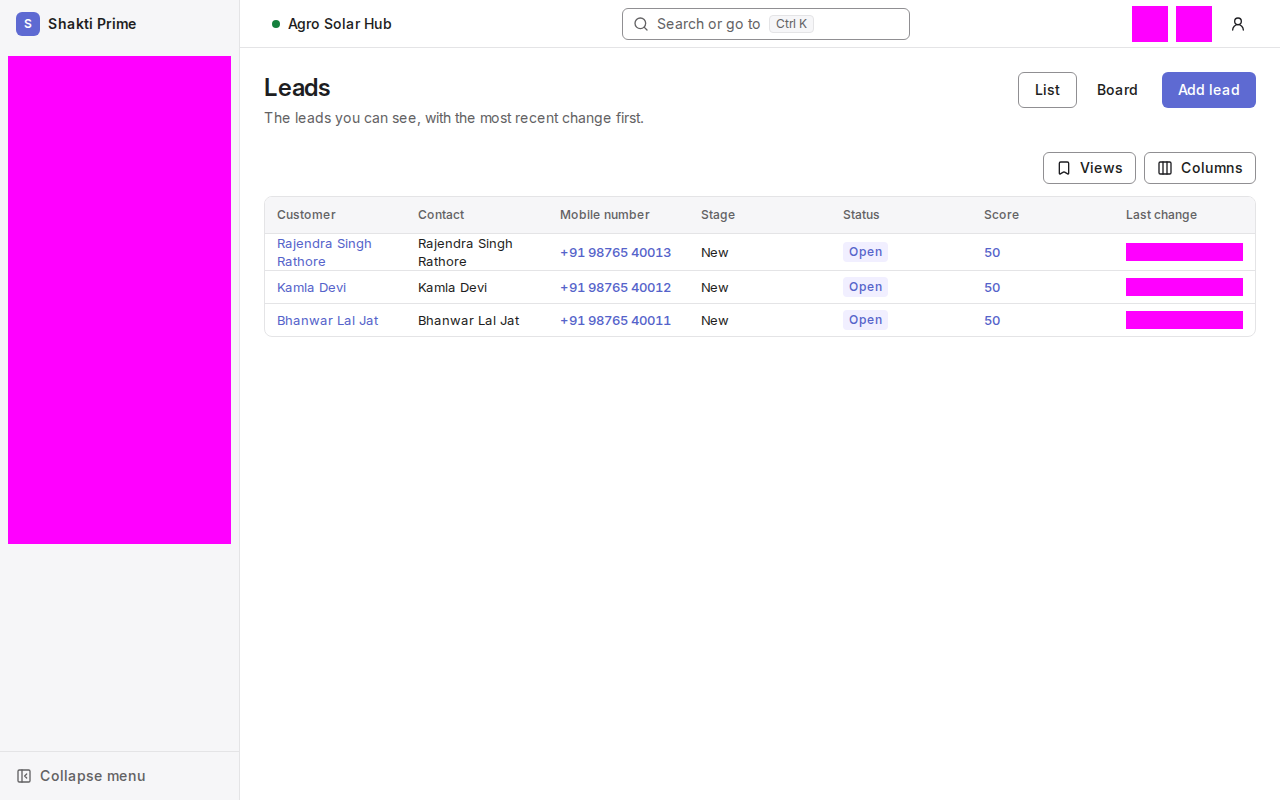 S Shakti Prime
Agro Solar Hub
Search or go to Ctrl K
Leads
The leads you can see, with the most recent change first.
List Board Add lead
Views Columns
Customer Contact Mobile number Stage Status Score Last change
Rajendra Singh Rathore Rajendra Singh Rathore +91 98765 40013 New Open 50
Kamla Devi Kamla Devi +91 98765 40012 New Open 50
Bhanwar Lal Jat Bhanwar Lal Jat +91 98765 40011 New Open 50
Collapse menu